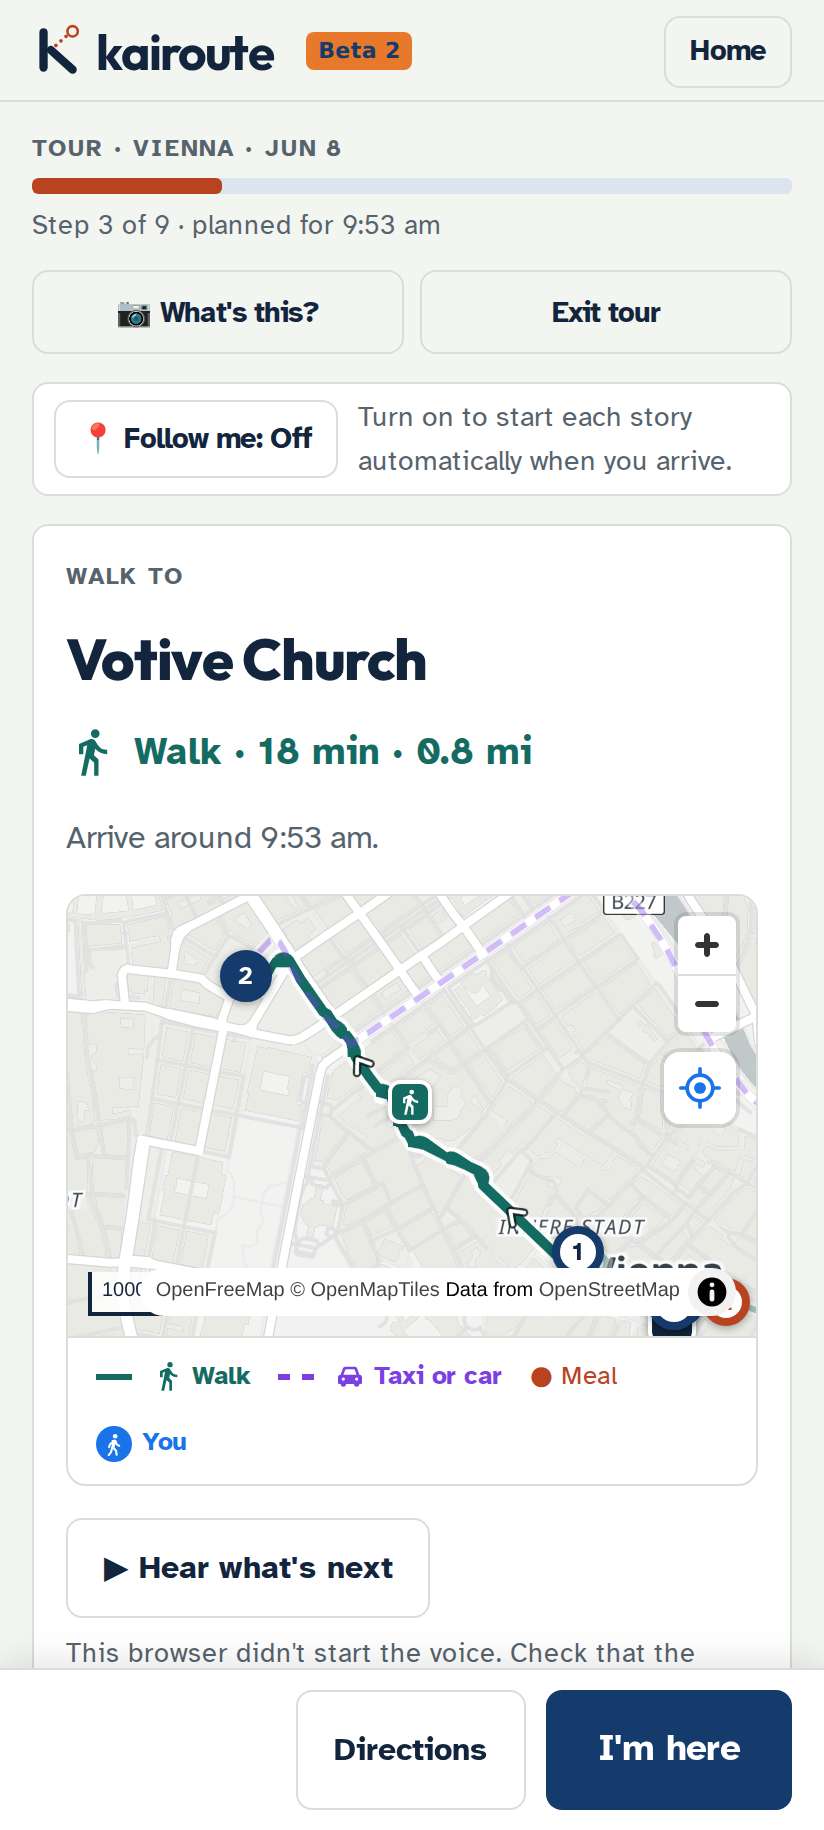 kairoute
Beta 2
Home
TOUR · VIENNA · JUN 8
Step 3 of 9 · planned for 9:53 am
What's this?
Exit tour
Follow me: Off
Turn on to start each story
automatically when you arrive.
WALK TO
Votive Church
Walk · 18 min · 0.8 mi
Arrive around 9:53 am.
B227
2
1
OpenFreeMap © OpenMapTiles Data from OpenStreetMap
Walk
Taxi or car
Meal
You
▶ Hear what's next
This browser didn't start the voice. Check that the
Directions
I'm here